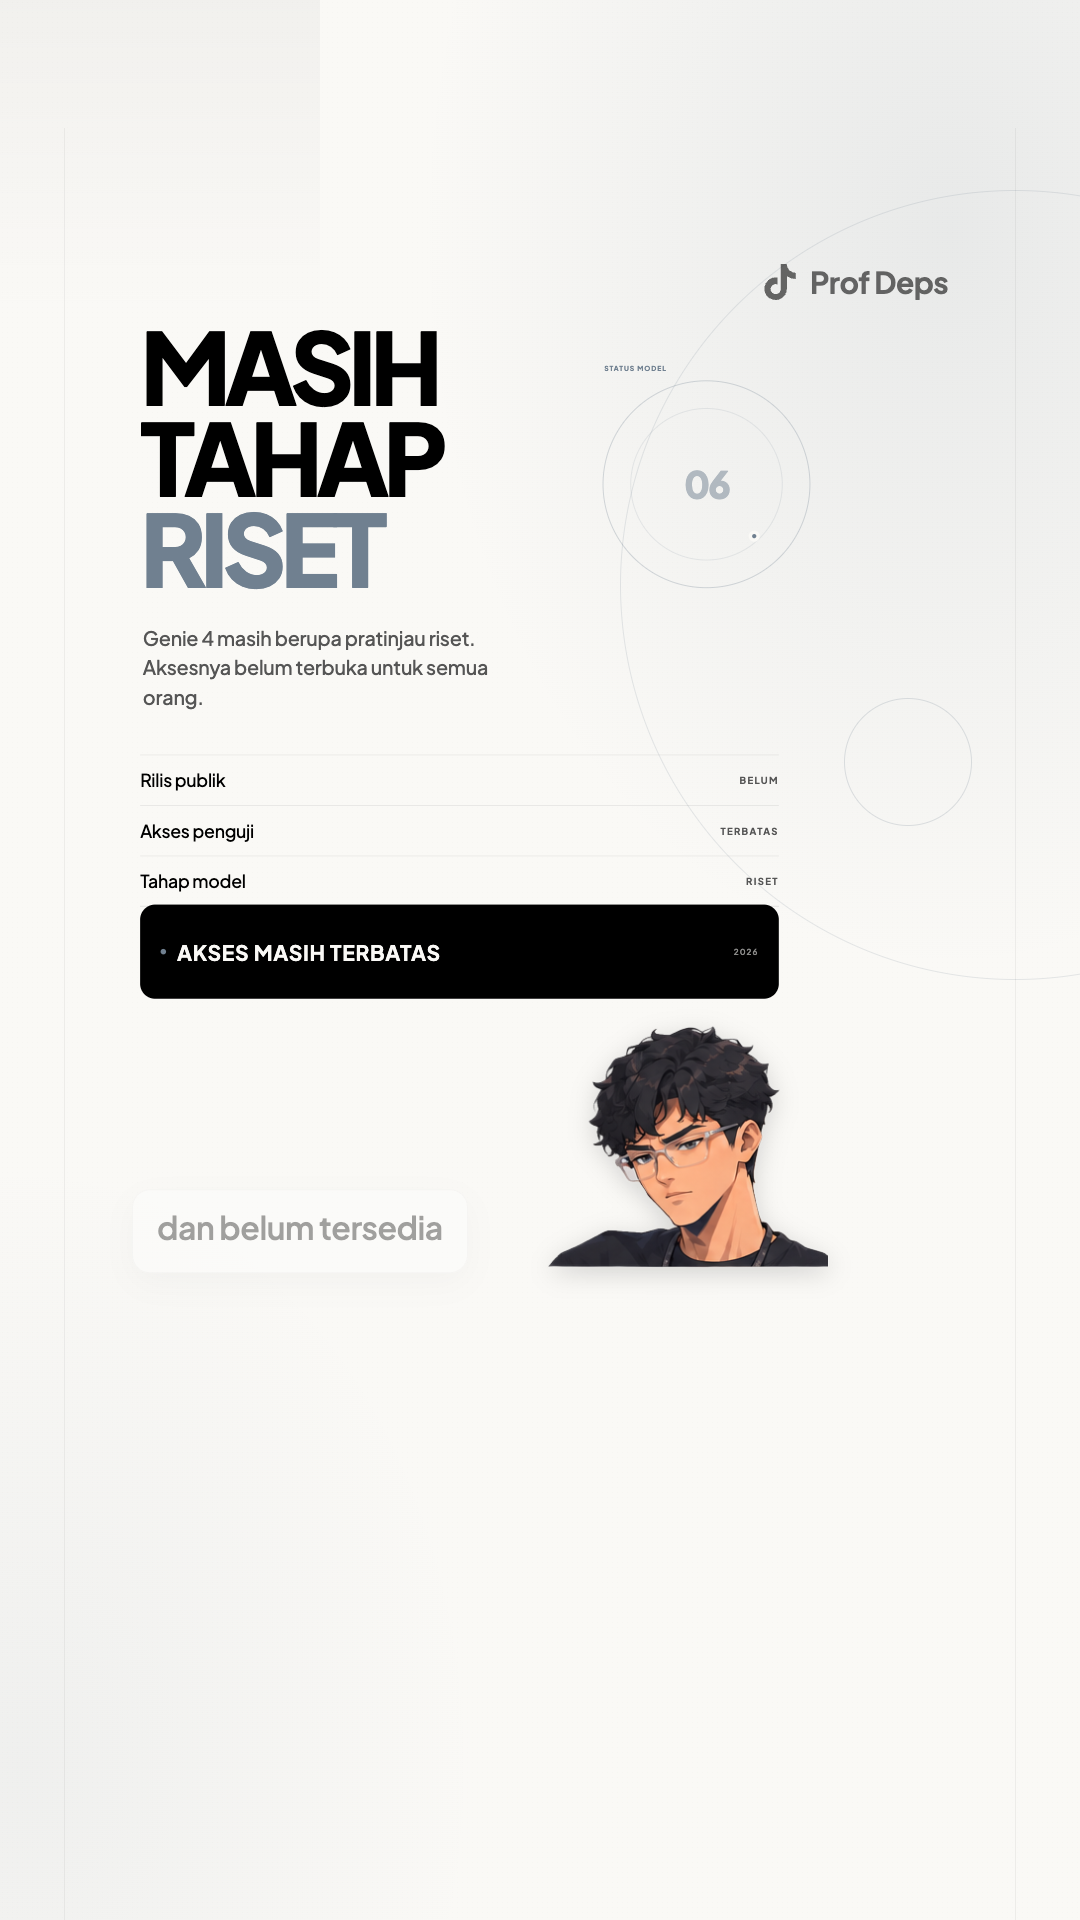 Prof Deps
MASIH
TAHAP
RISET
STATUS MODEL
06
Genie 4 masih berupa pratinjau riset.
Aksesnya belum terbuka untuk semua
orang.
Rilis publik BELUM
Akses penguji TERBATAS
Tahap model RISET
AKSES MASIH TERBATAS 2026
dan belum tersedia